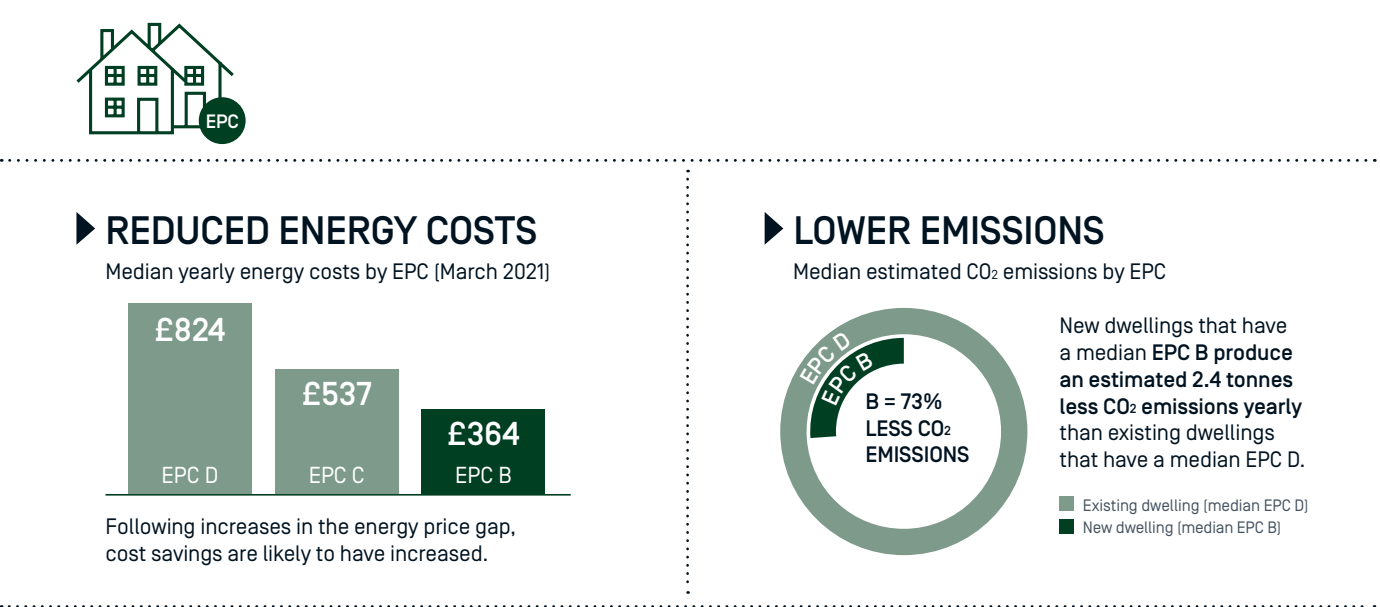 EPC
REDUCED ENERGY COSTS
Median yearly energy costs by EPC (March 2021)
£824
EPC D
£537
EPC C
£364
EPC B
Following increases in the energy price gap,
cost savings are likely to have increased.
LOWER EMISSIONS
Median estimated CO₂ emissions by EPC
EPC D
EPC B
B = 73%
LESS CO₂
EMISSIONS
New dwellings that have
a median EPC B produce
an estimated 2.4 tonnes
less CO₂ emissions yearly
than existing dwellings
that have a median EPC D.
Existing dwelling (median EPC D)
New dwelling (median EPC B)